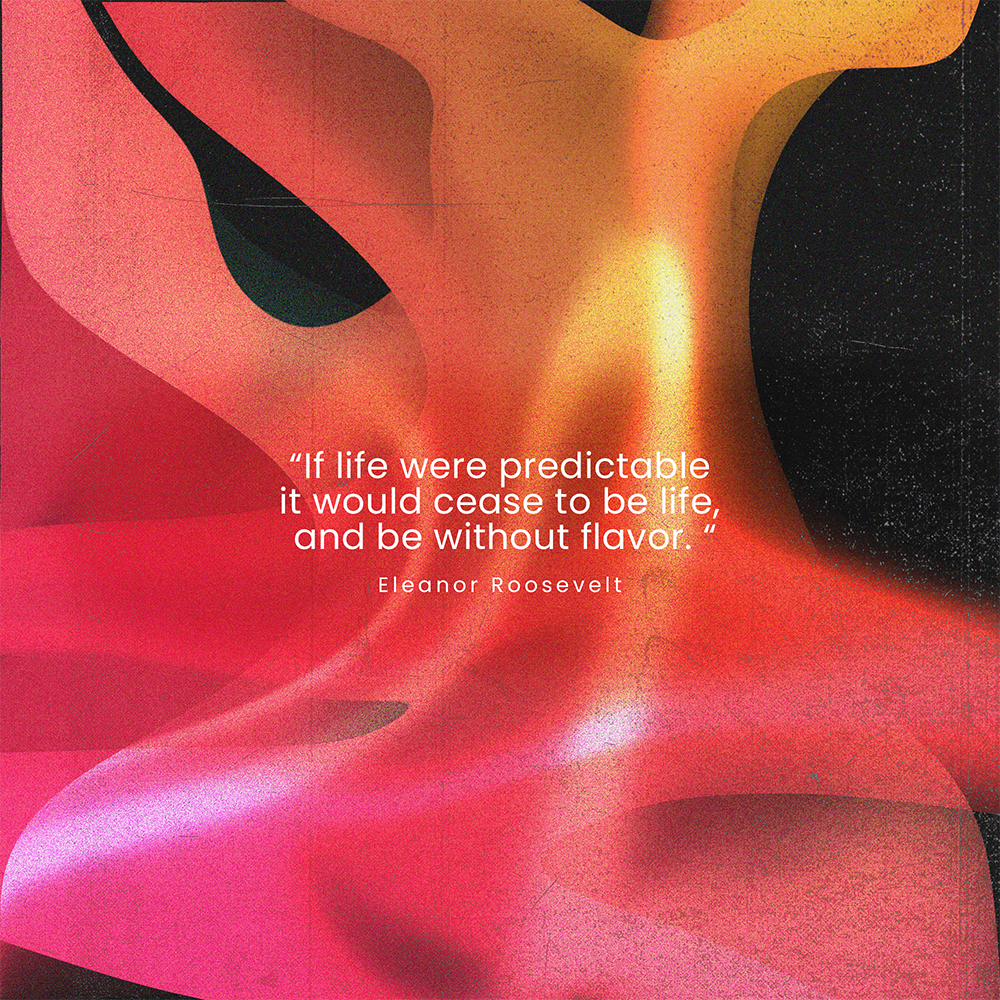 “If life were predictable
it would cease to be life,
and be without flavor. “
Eleanor Roosevelt